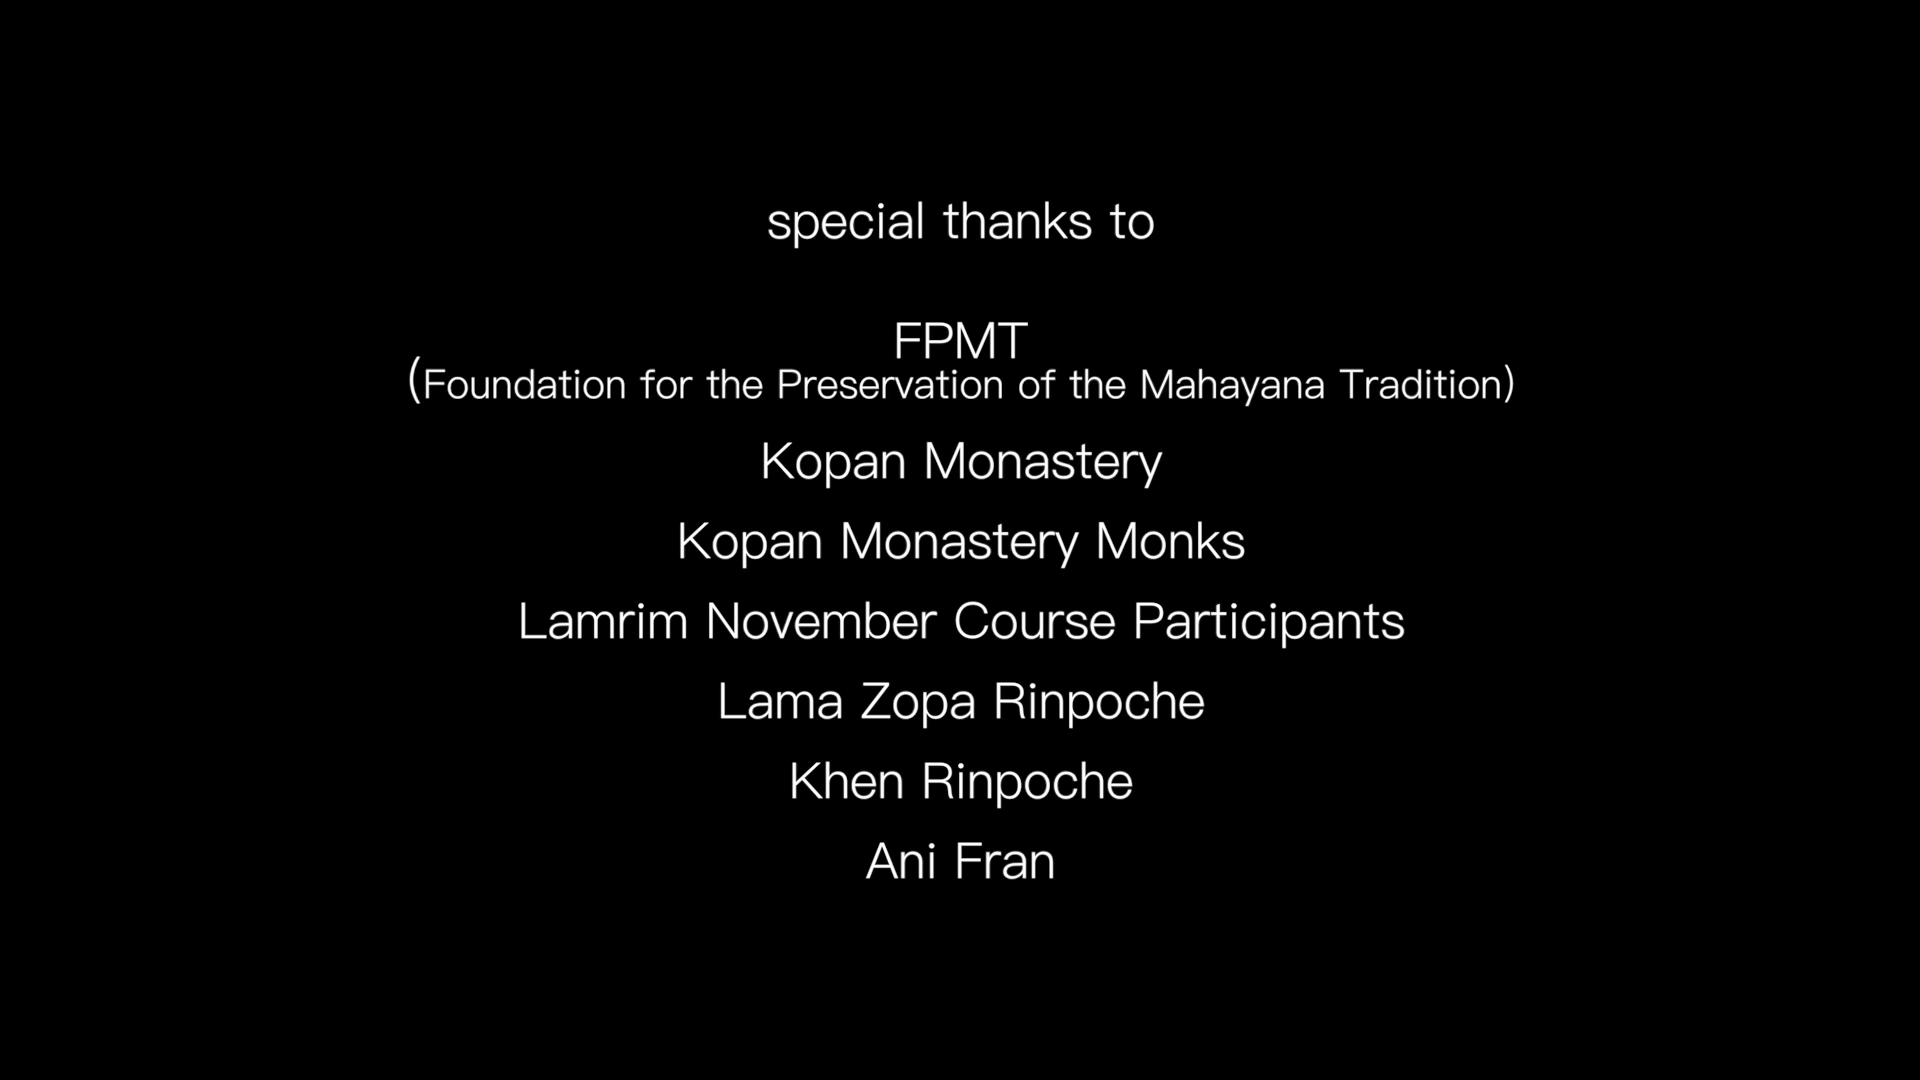 special thanks to
FPMT
(Foundation for the Preservation of the Mahayana Tradition)
Kopan Monastery
Kopan Monastery Monks
Lamrim November Course Participants
Lama Zopa Rinpoche
Khen Rinpoche
Ani Fran